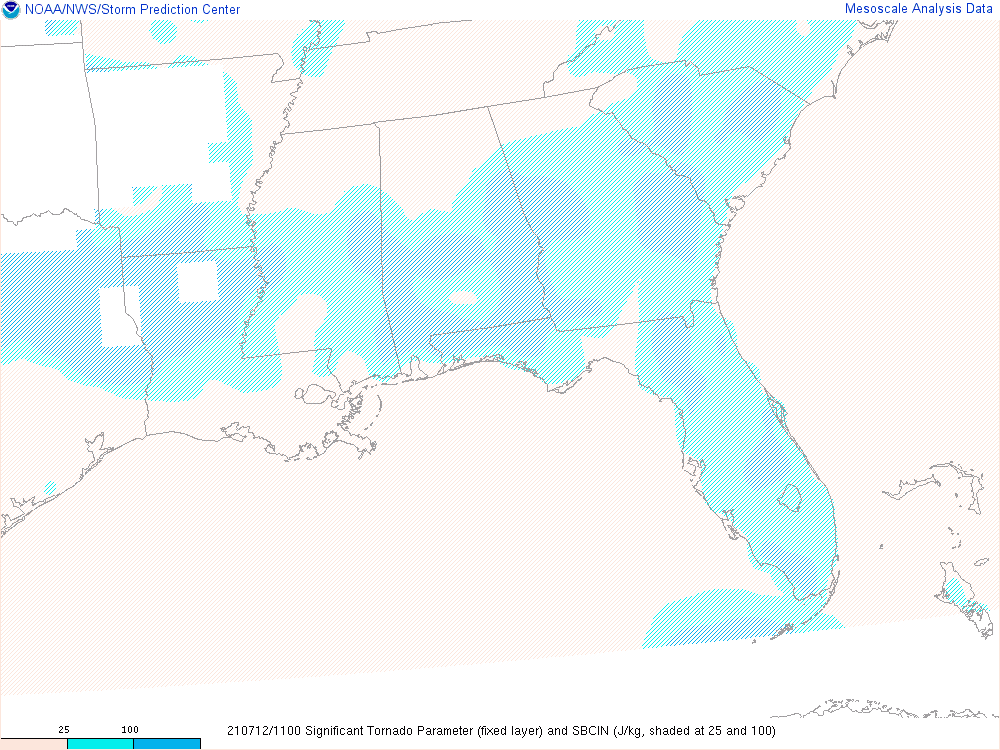 NOAA/NWS/Storm Prediction Center
Mesoscale Analysis Data
25 100
210712/1100 Significant Tornado Parameter (fixed layer) and SBCIN (J/kg, shaded at 25 and 100)